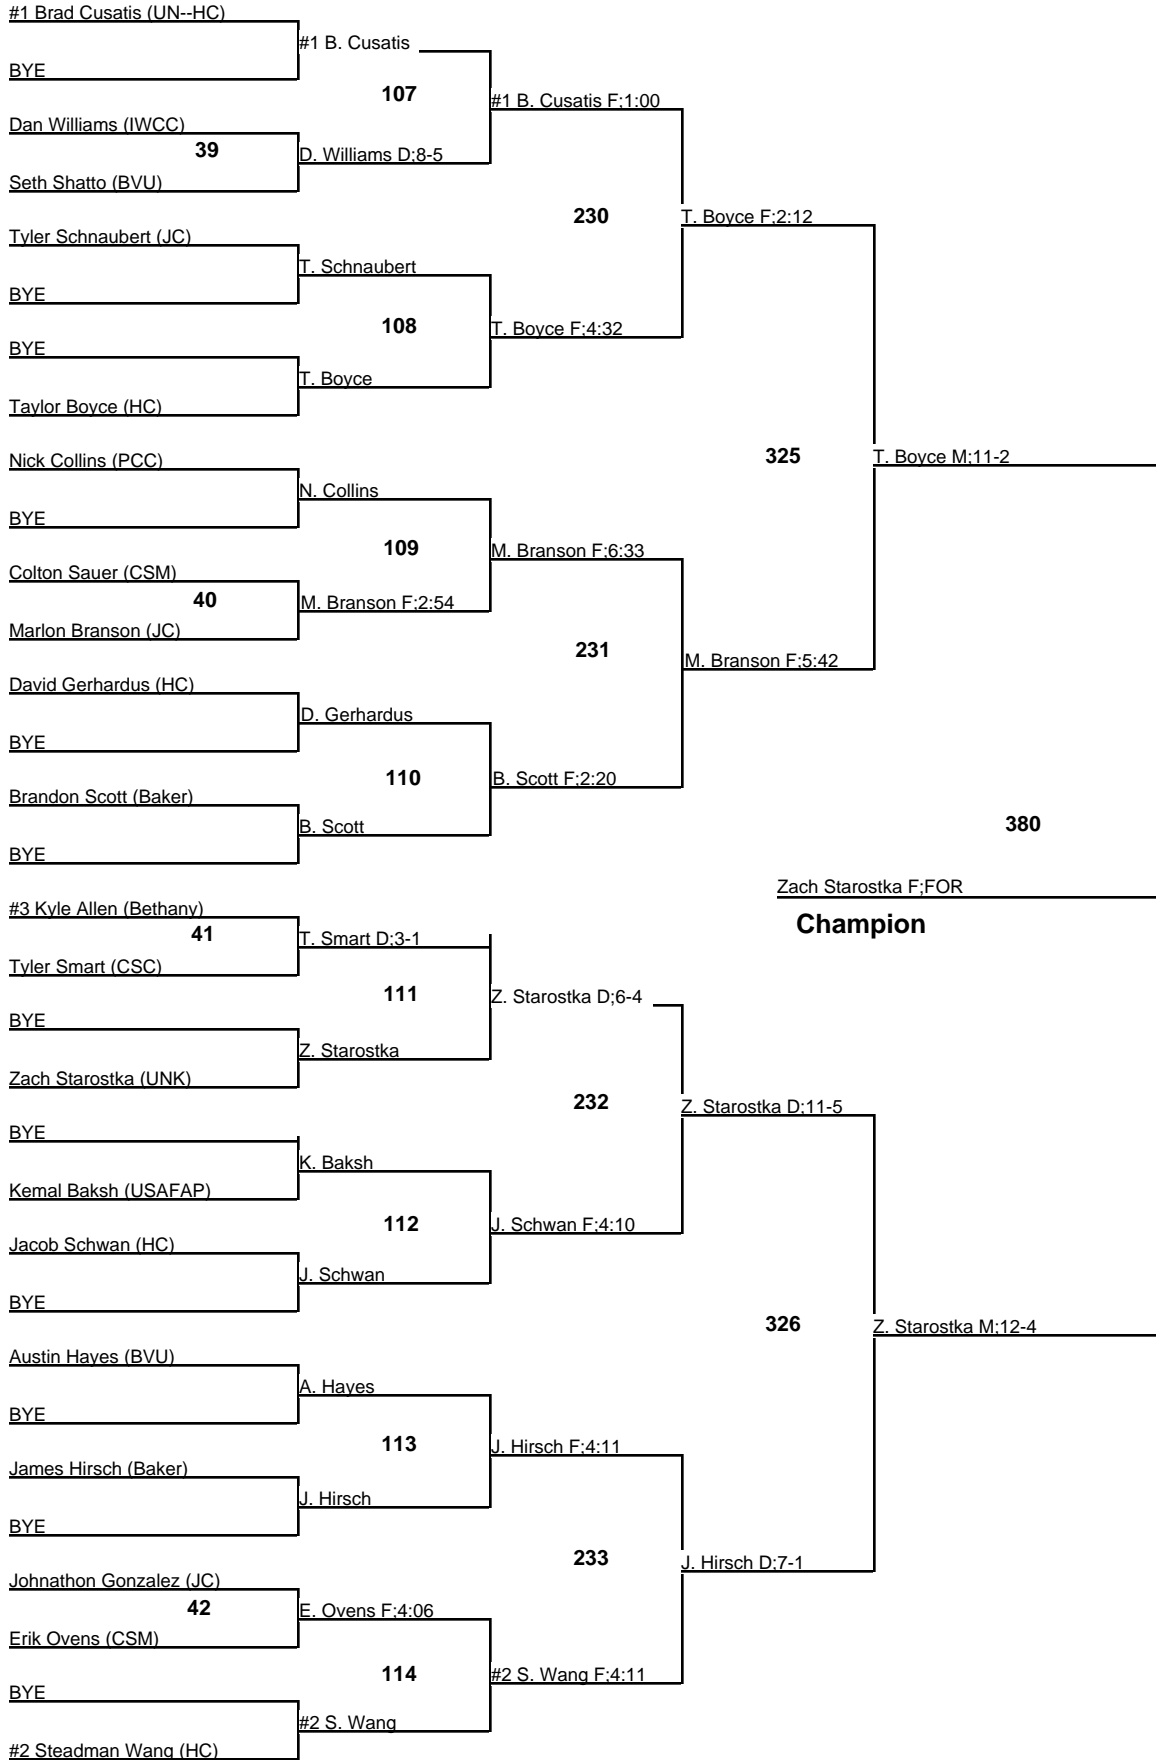 #1 Brad Cusatis (UN--HC)
#1 B. Cusatis
BYE
107
#1 B. Cusatis F;1:00
Dan Williams (IWCC)
39
D. Williams D;8-5
Seth Shatto (BVU)
230
T. Boyce F;2:12
Tyler Schnaubert (JC)
T. Schnaubert
BYE
108
T. Boyce F;4:32
BYE
T. Boyce
Taylor Boyce (HC)
325
T. Boyce M;11-2
Nick Collins (PCC)
N. Collins
BYE
109
M. Branson F;6:33
Colton Sauer (CSM)
40
M. Branson F;2:54
Marlon Branson (JC)
231
M. Branson F;5:42
David Gerhardus (HC)
D. Gerhardus
BYE
110
B. Scott F;2:20
Brandon Scott (Baker)
B. Scott
BYE
380
Zach Starostka F;FOR
Champion
#3 Kyle Allen (Bethany)
41
T. Smart D;3-1
Tyler Smart (CSC)
111
Z. Starostka D;6-4
BYE
Z. Starostka
Zach Starostka (UNK)
232
Z. Starostka D;11-5
BYE
K. Baksh
Kemal Baksh (USAFAP)
112
J. Schwan F;4:10
Jacob Schwan (HC)
J. Schwan
BYE
326
Z. Starostka M;12-4
Austin Hayes (BVU)
A. Hayes
BYE
113
J. Hirsch F;4:11
James Hirsch (Baker)
J. Hirsch
BYE
233
J. Hirsch D;7-1
Johnathon Gonzalez (JC)
42
E. Ovens F;4:06
Erik Ovens (CSM)
114
#2 S. Wang F;4:11
BYE
#2 S. Wang
#2 Steadman Wang (HC)